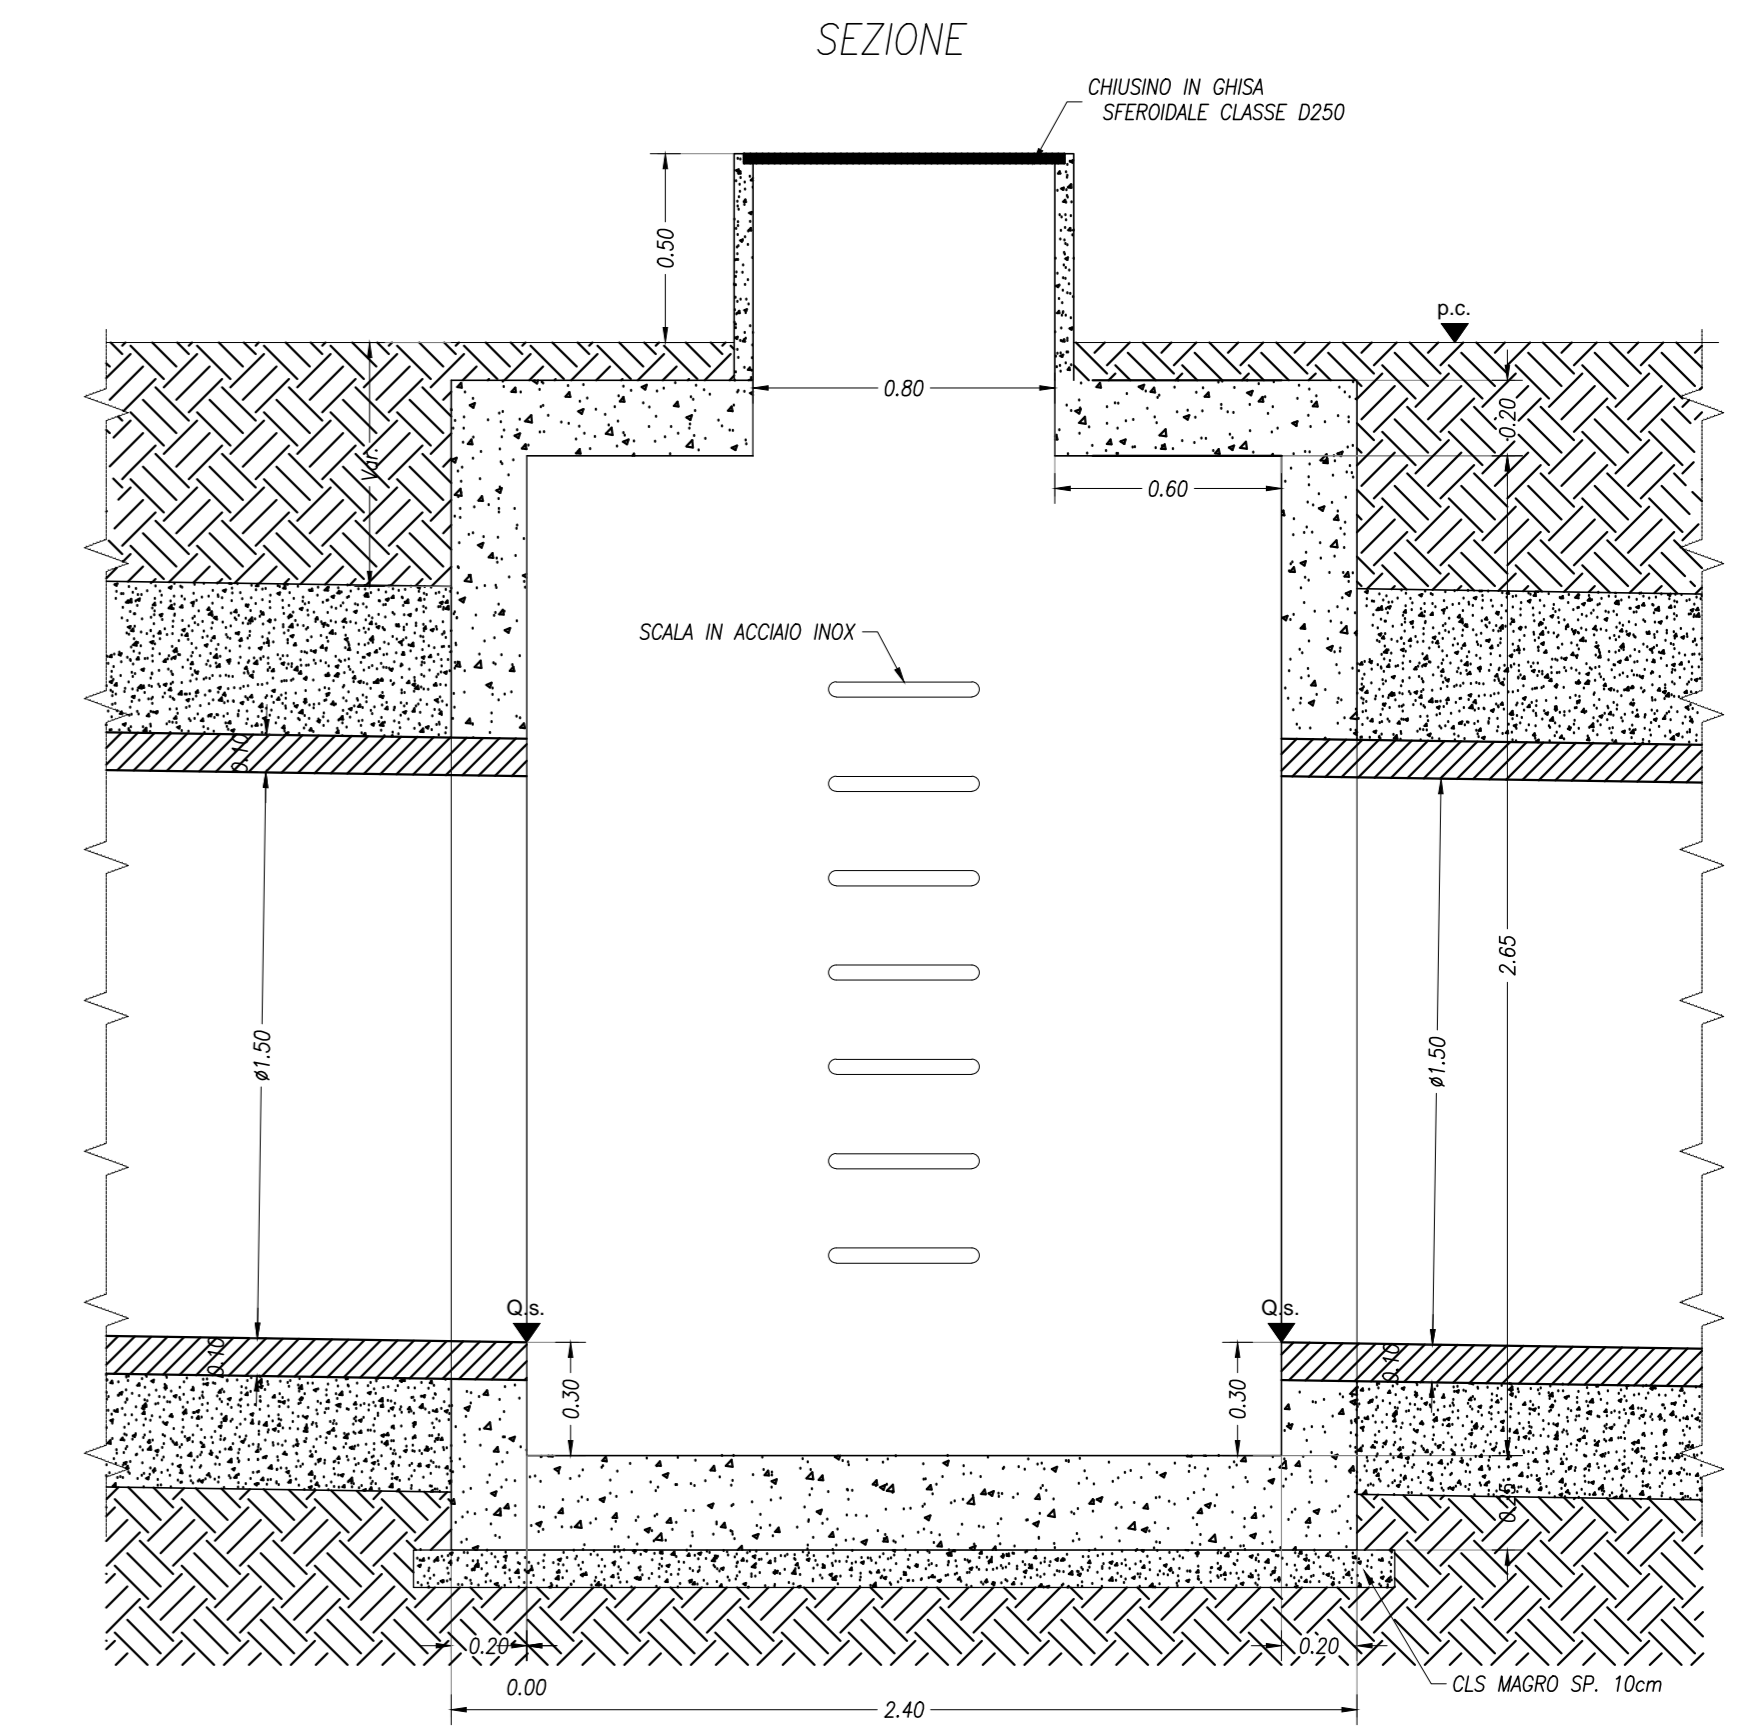 SEZIONE
CHIUSINO IN GHISA
SFEROIDALE CLASSE D250
0.50
p.c.
0.80
0.20
Var.
0.60
SCALA IN ACCIAIO INOX
0.10
2.65
ø1.50
ø1.50
Q.s.
Q.s.
0.10
0.10
0.30
0.30
0.25
0.20
0.20
0.00
CLS MAGRO SP. 10cm
2.40